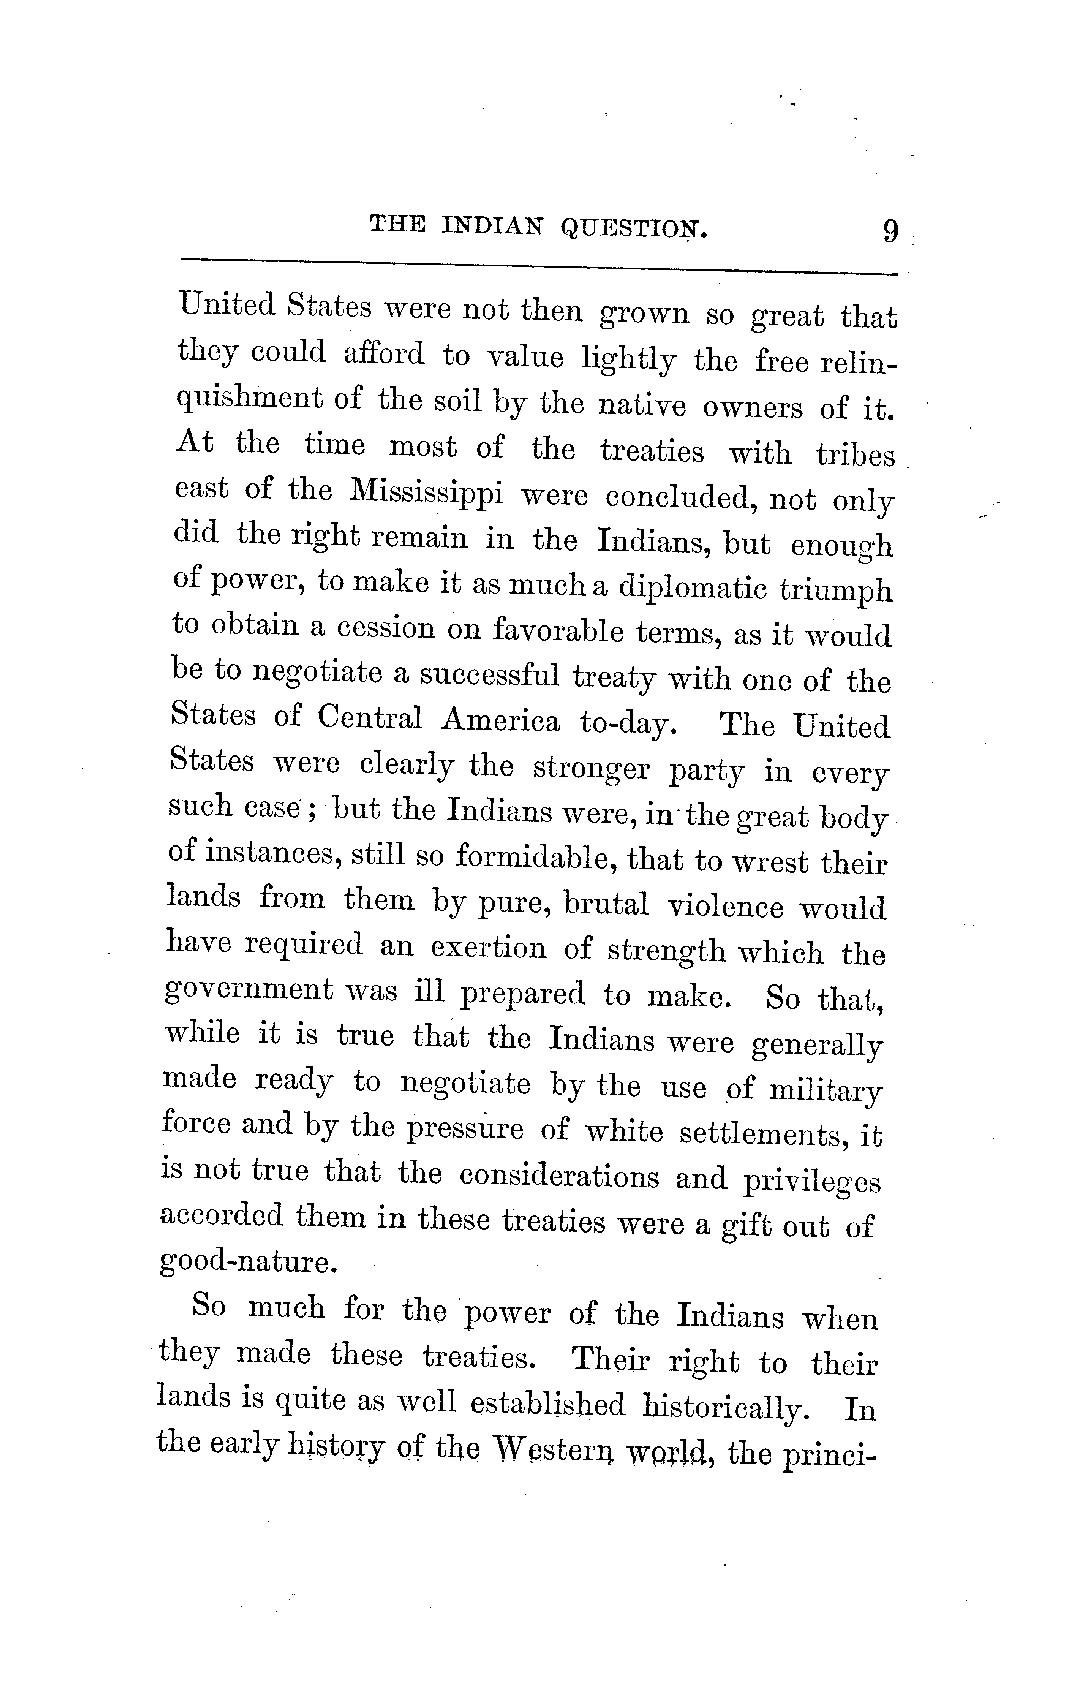 THE INDIAN QUESTION. 9
United States were not then grown so great that
they could afford to value lightly the free relin-
quishment of the soil by the native owners of it.
At the time most of the treaties with tribes
east of the Mississippi were concluded, not only
did the right remain in the Indians, but enough
of power, to make it as much a diplomatic triumph
to obtain a cession on favorable terms, as it would
be to negotiate a successful treaty with one of the
States of Central America to-day. The United
States were clearly the stronger party in every
such case; but the Indians were, in the great body
of instances, still so formidable, that to wrest their
lands from them by pure, brutal violence would
have required an exertion of strength which the
government was ill prepared to make. So that,
while it is true that the Indians were generally
made ready to negotiate by the use of military
force and by the pressure of white settlements, it
is not true that the considerations and privileges
accorded them in these treaties were a gift out of
good-nature.
So much for the power of the Indians when
they made these treaties. Their right to their
lands is quite as well established historically. In
the early history of the Western world, the princi-